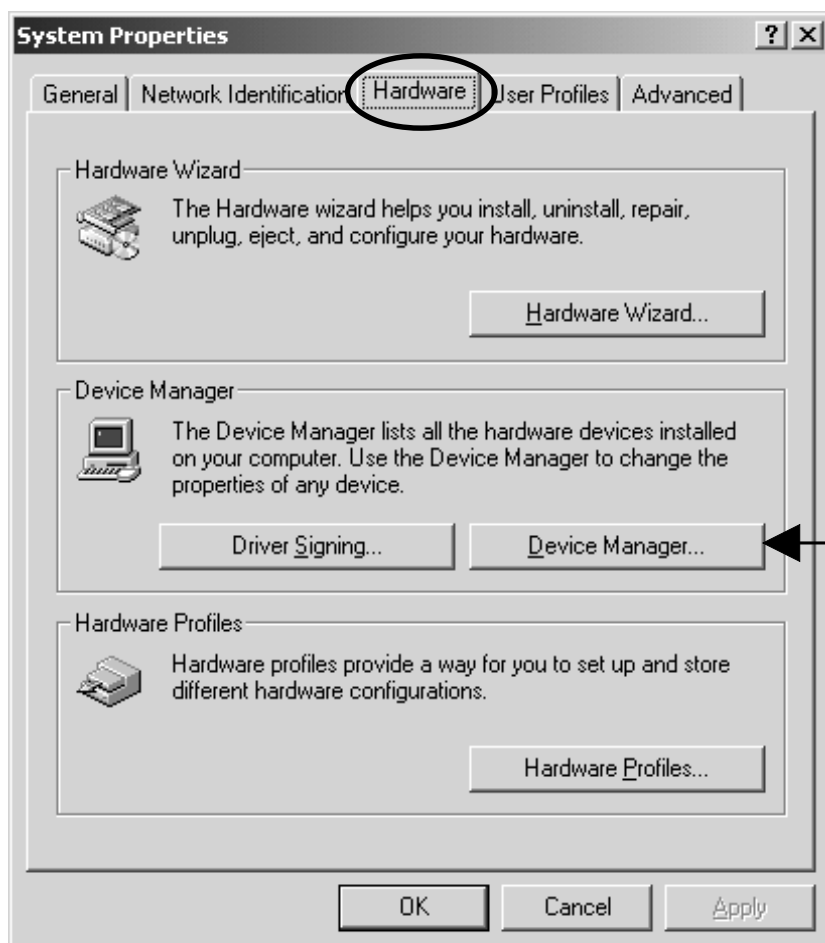 System Properties
? X
General Network Identification Hardware User Profiles Advanced
Hardware Wizard
The Hardware wizard helps you install, uninstall, repair,
unplug, eject, and configure your hardware.
Hardware Wizard...
Device Manager
The Device Manager lists all the hardware devices installed
on your computer. Use the Device Manager to change the
properties of any device.
Driver Signing... Device Manager...
Hardware Profiles
Hardware profiles provide a way for you to set up and store
different hardware configurations.
Hardware Profiles...
OK Cancel Apply